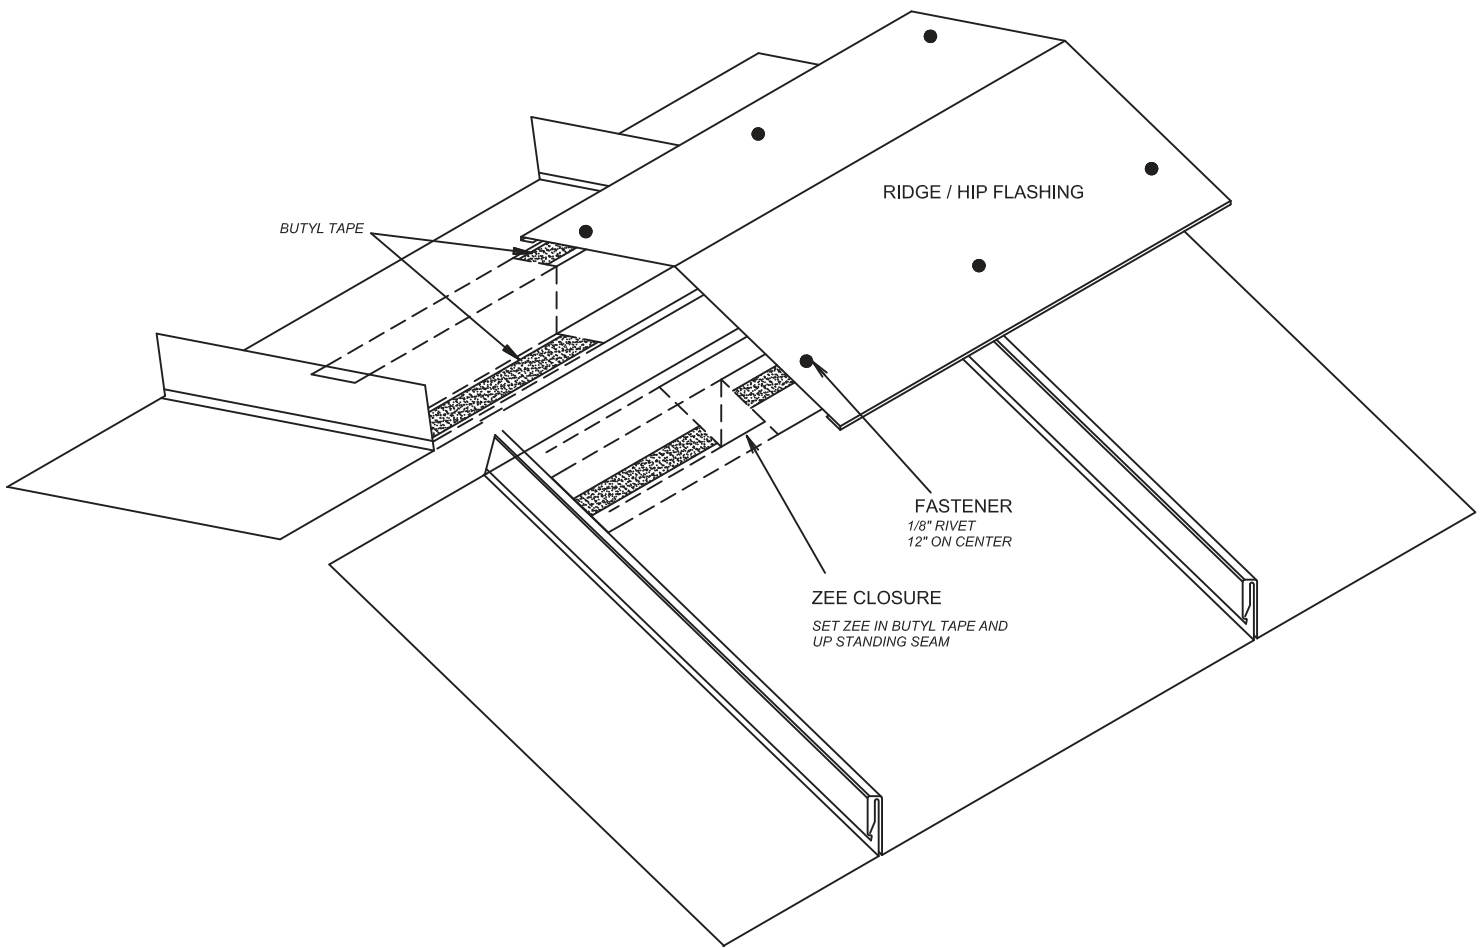 RIDGE / HIP FLASHING
BUTYL TAPE
FASTENER
1/8" RIVET
12" ON CENTER
ZEE CLOSURE
SET ZEE IN BUTYL TAPE AND
UP STANDING SEAM